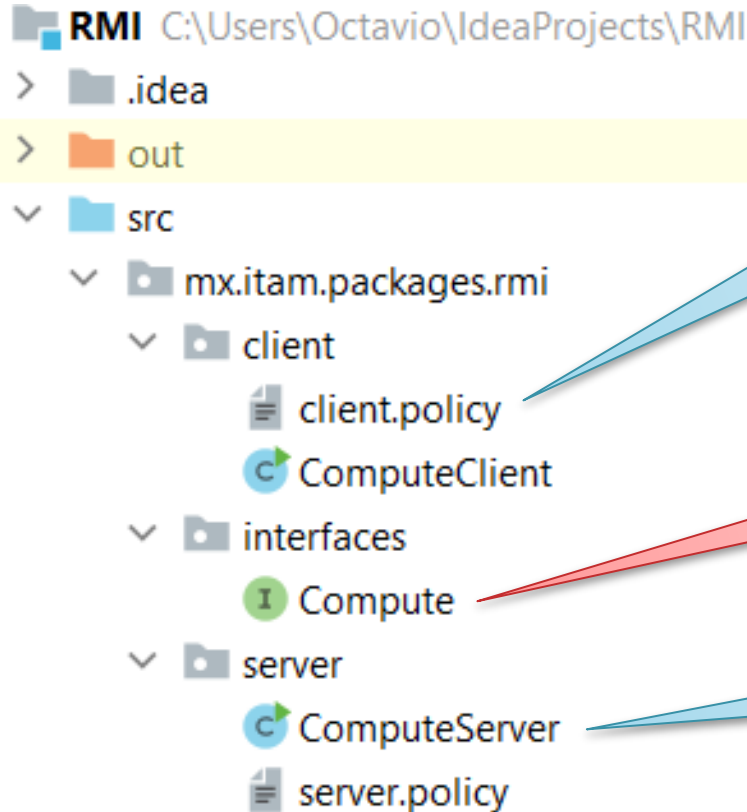 RMI C:\Users\Octavio\IdeaProjects\RMI
.idea
out
src
mx.itam.packages.rmi
client
client.policy
C ComputeClient
interfaces
I Compute
server
C ComputeServer
server.policy